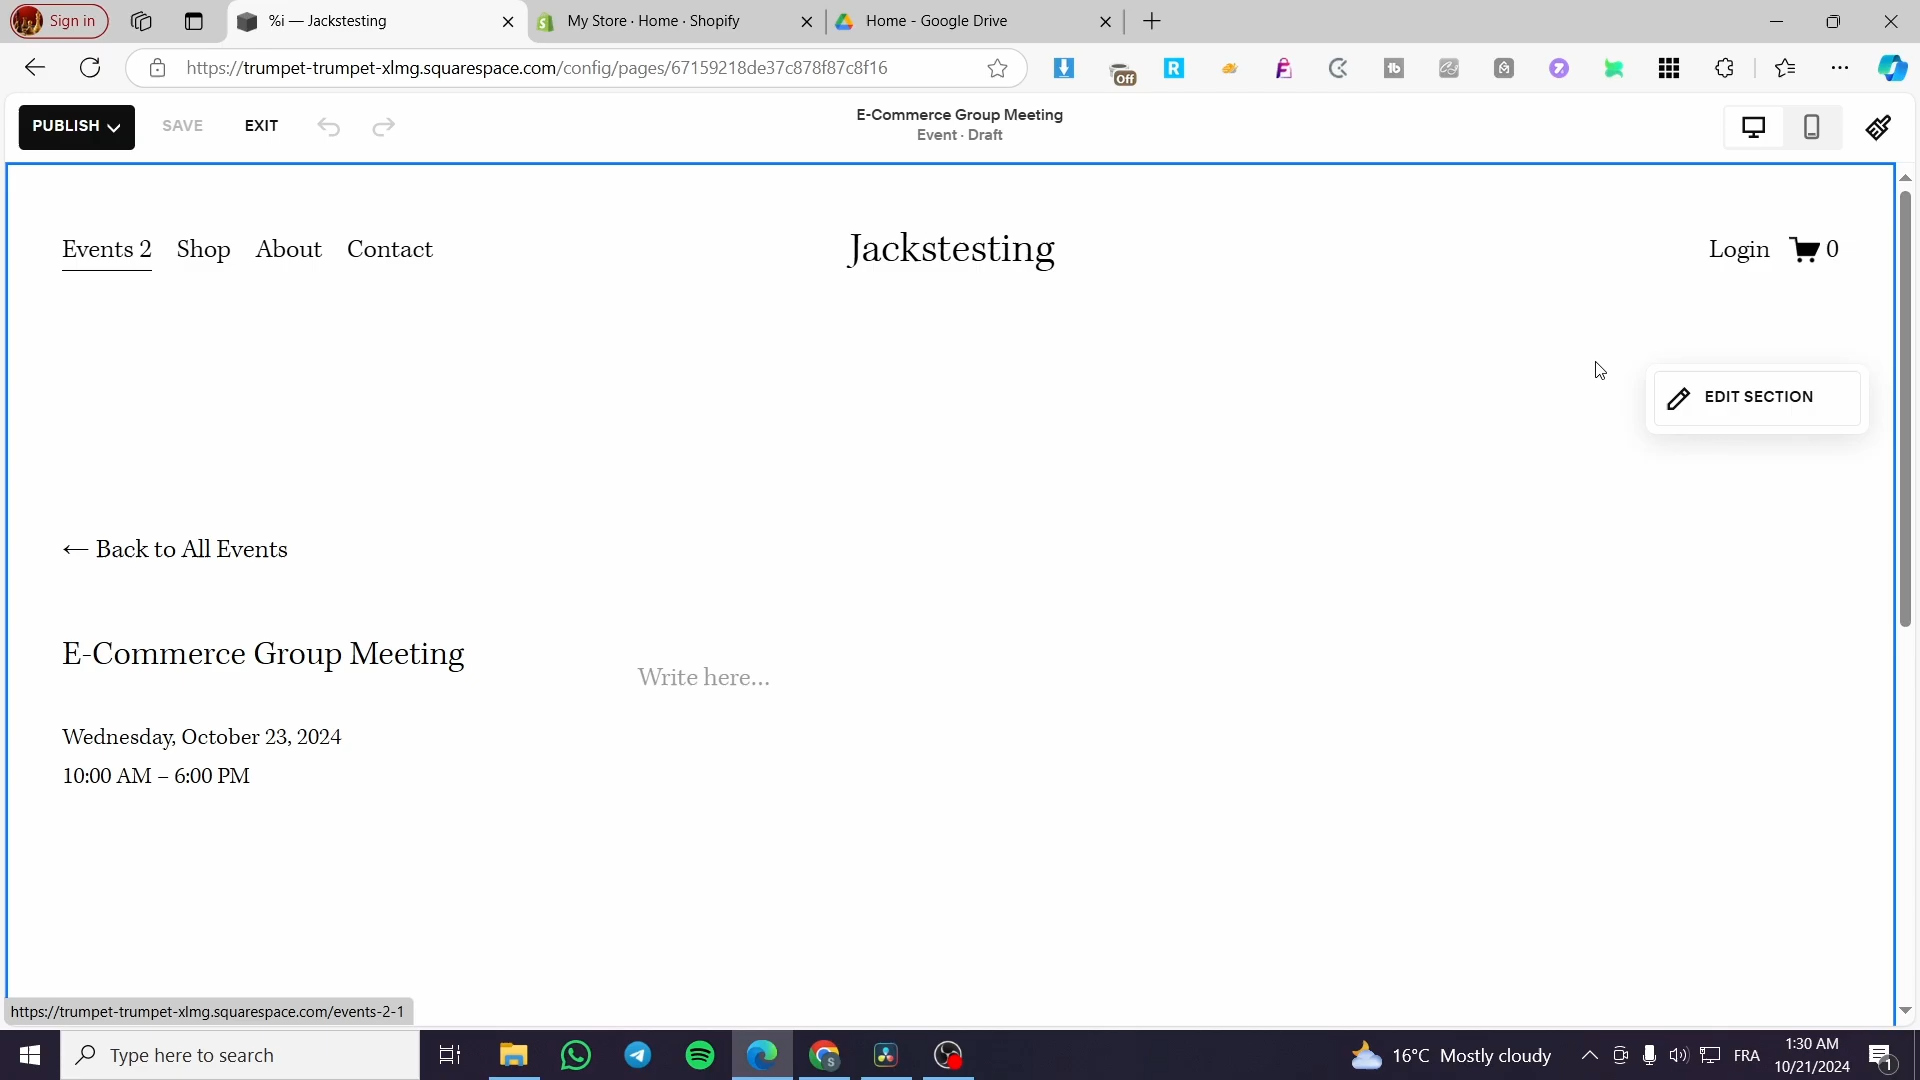 Sign in
%i — Jackstesting
My Store · Home · Shopify
Home - Google Drive
https://trumpet-trumpet-xlmg.squarespace.com/config/pages/67159218de37c878f87c8f16
Off
PUBLISH
SAVE
EXIT
E-Commerce Group Meeting
Event · Draft
Events 2
Shop
About
Contact
Jackstesting
Login
0
EDIT SECTION
← Back to All Events
E-Commerce Group Meeting
Write here...
Wednesday, October 23, 2024
10:00 AM – 6:00 PM
https://trumpet-trumpet-xlmg.squarespace.com/events-2-1
Type here to search
16°C Mostly cloudy
FRA
1:30 AM
10/21/2024
1